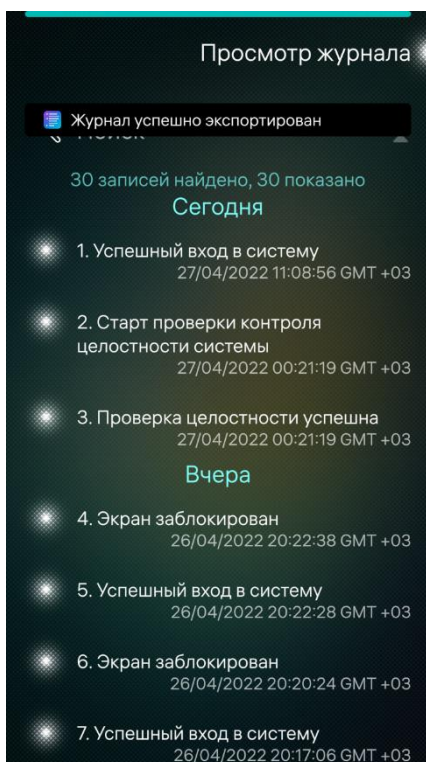 Просмотр журнала
Журнал успешно экспортирован
30 записей найдено, 30 показано
Сегодня
1. Успешный вход в систему
27/04/2022 11:08:56 GMT +03
2. Старт проверки контроля
целостности системы
27/04/2022 00:21:19 GMT +03
3. Проверка целостности успешна
27/04/2022 00:21:19 GMT +03
Вчера
4. Экран заблокирован
26/04/2022 20:22:38 GMT +03
5. Успешный вход в систему
26/04/2022 20:22:28 GMT +03
6. Экран заблокирован
26/04/2022 20:20:24 GMT +03
7. Успешный вход в систему
26/04/2022 20:17:06 GMT +03